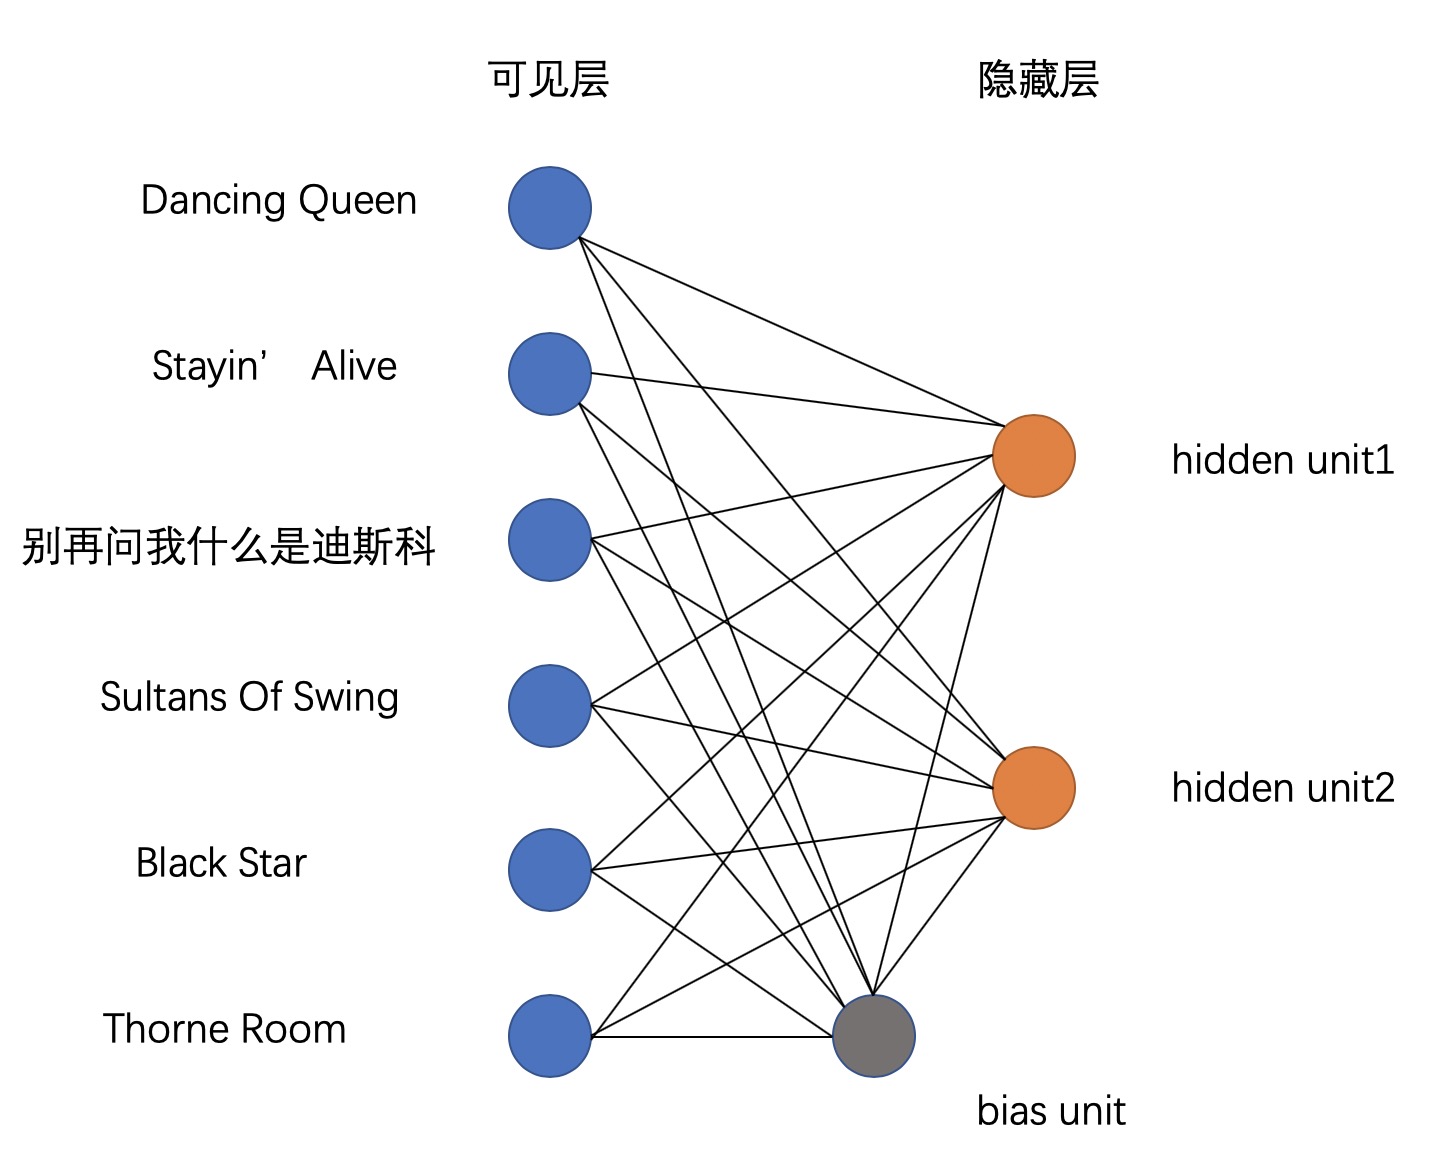 可见层
隐藏层
Dancing Queen
Stayin’ Alive
别再问我什么是迪斯科
Sultans Of Swing
Black Star
Thorne Room
hidden unit1
hidden unit2
bias unit